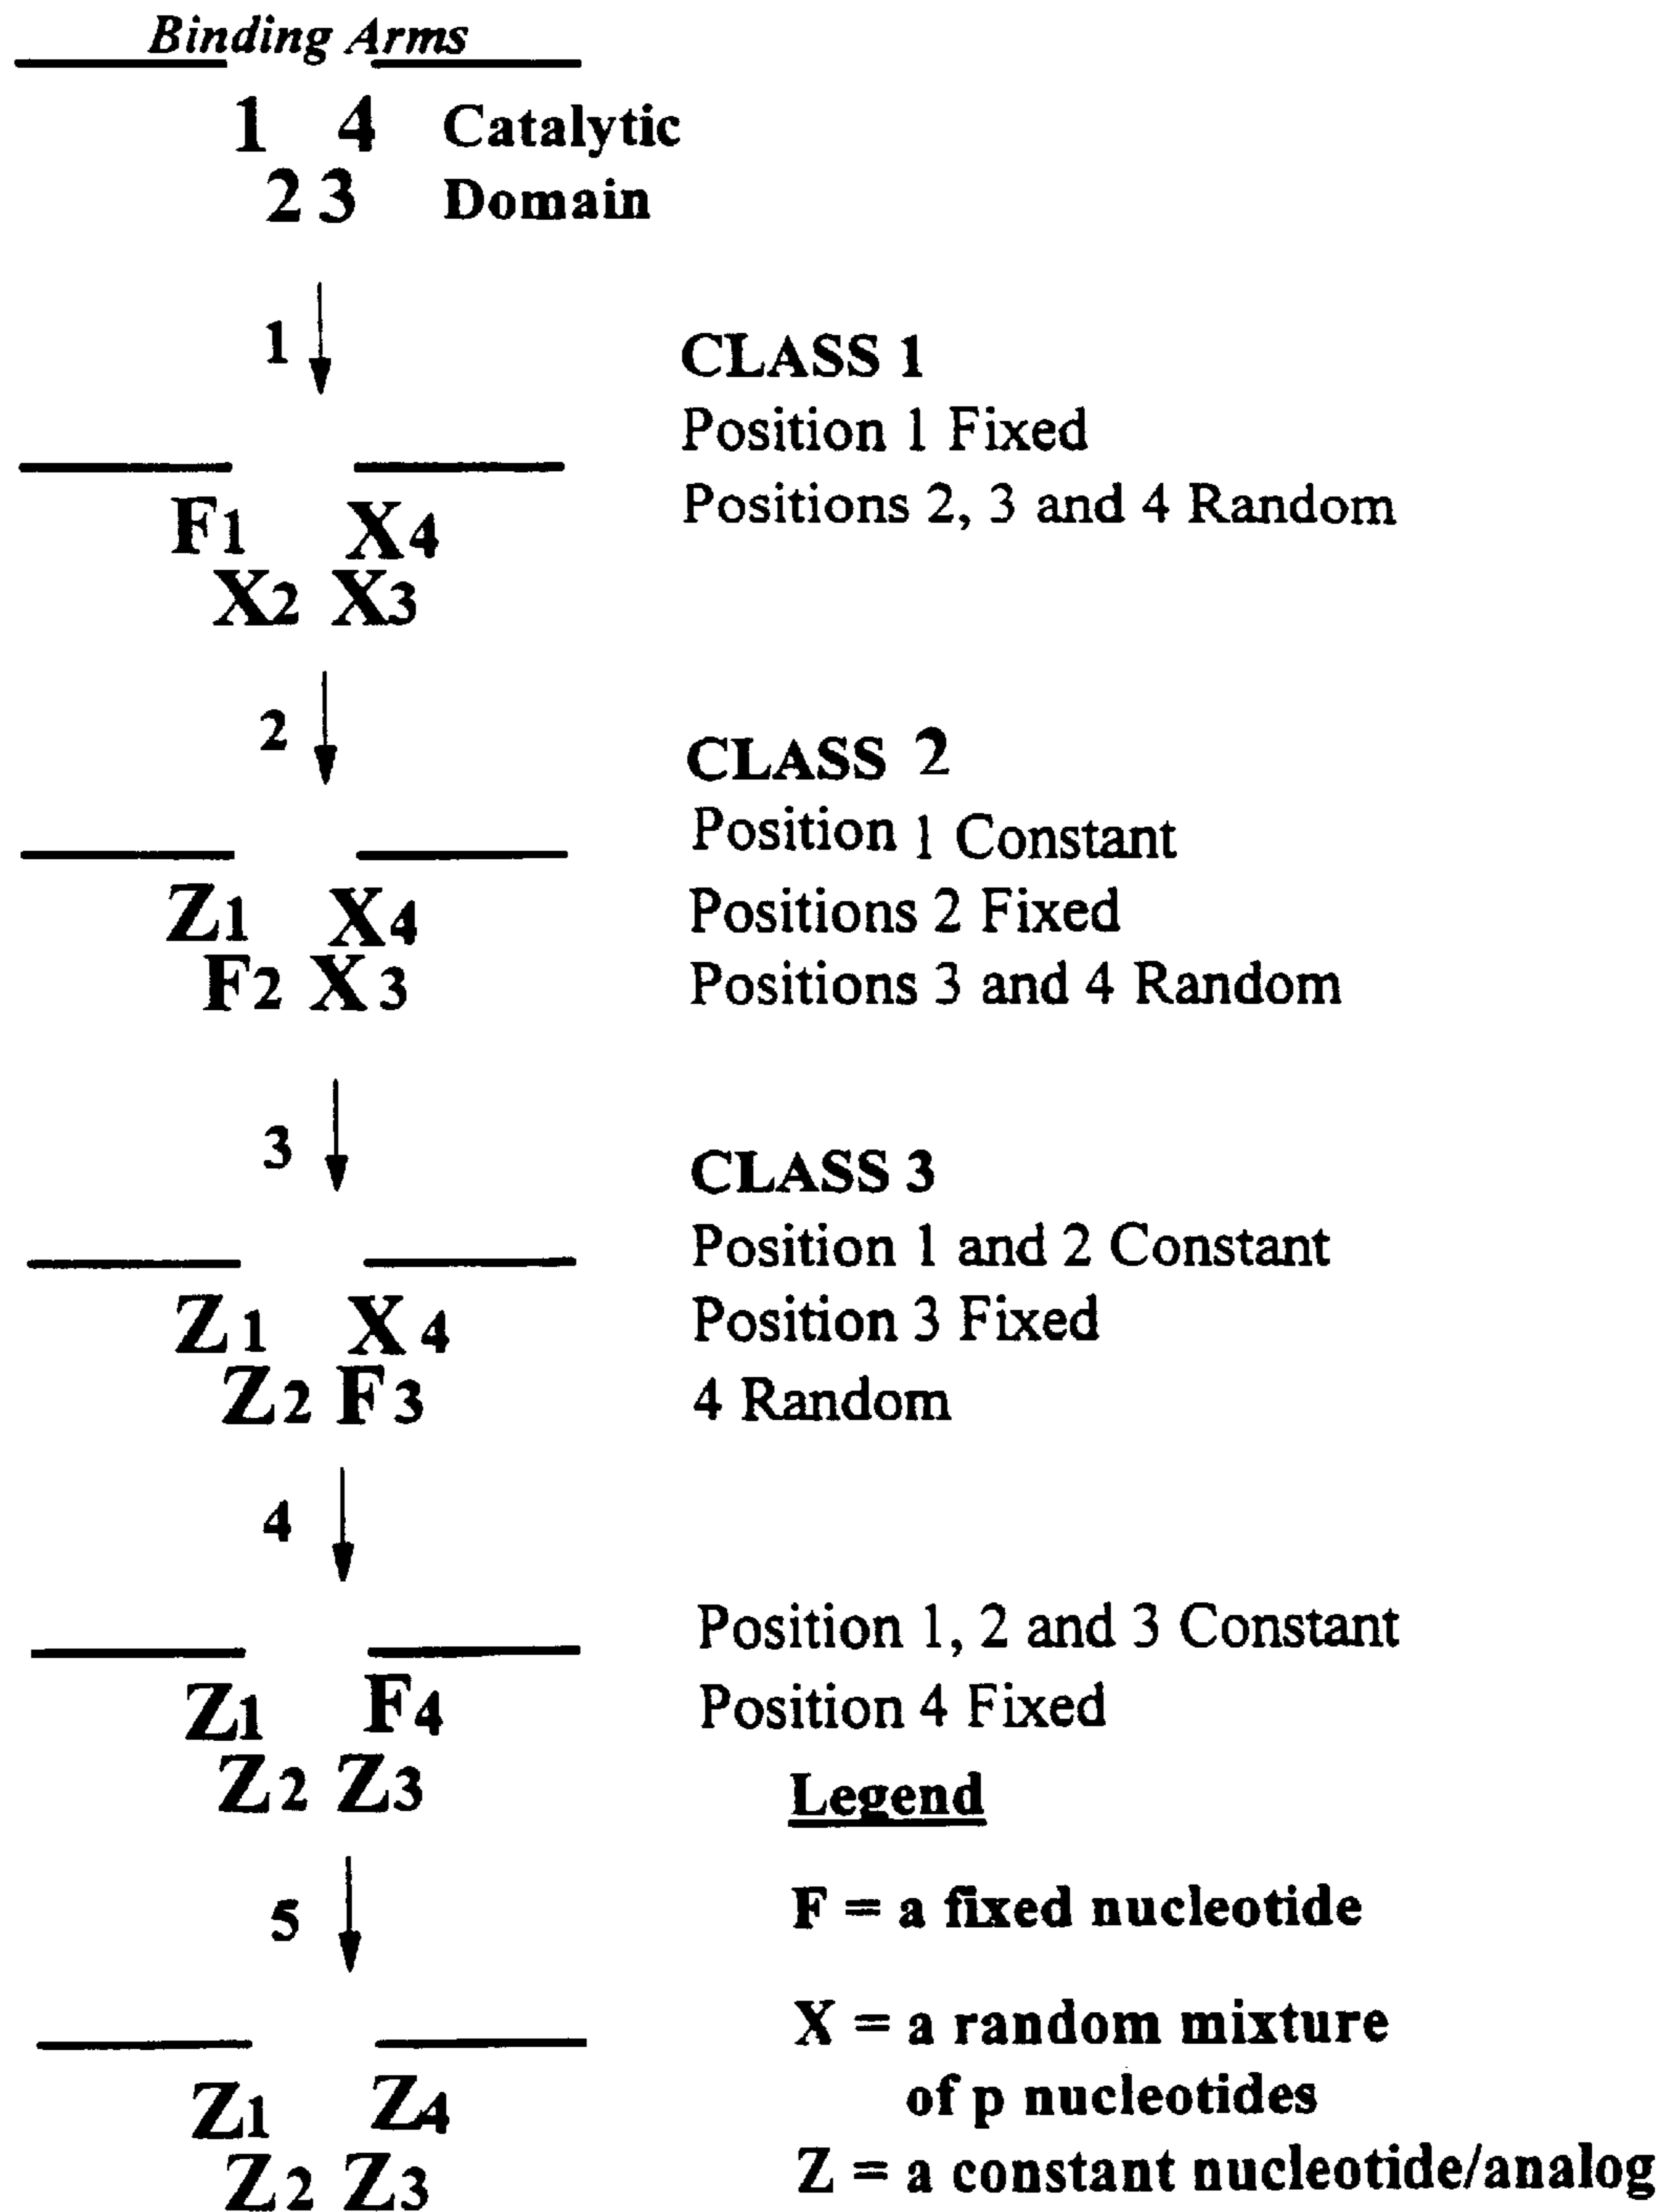 Binding Arms
1 4 Catalytic
2 3 Domain
1
CLASS 1
Position 1 Fixed
Positions 2, 3 and 4 Random
F1 X4
X2 X3
2
CLASS 2
Position 1 Constant
Positions 2 Fixed
Positions 3 and 4 Random
Z1 X4
F2 X3
3
CLASS 3
Position 1 and 2 Constant
Position 3 Fixed
4 Random
Z1 X4
Z2 F3
4
Position 1, 2 and 3 Constant
Position 4 Fixed
Z1 F4
Z2 Z3
Legend
F = a fixed nucleotide
5
X = a random mixture
of p nucleotides
Z = a constant nucleotide/analog
Z1 Z4
Z2 Z3